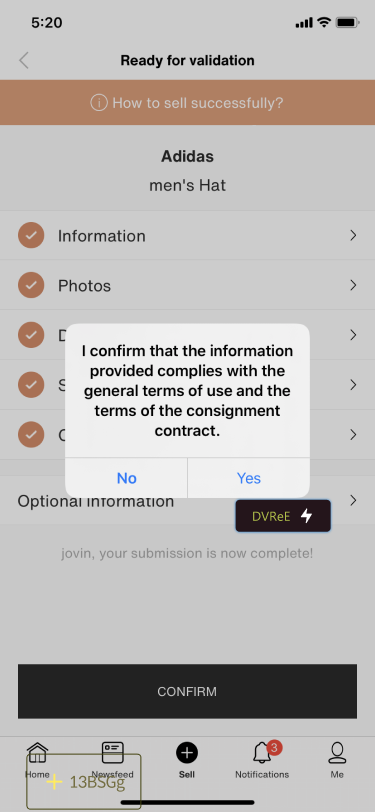 5:20
Ready for validation
How to sell successfully?
Adidas
men's Hat
Information
Photos
I confirm that the information
provided complies with the
general terms of use and the
terms of the consignment
contract.
No
Yes
Optional information
DVReE
jovin, your submission is now complete!
CONFIRM
3
Home
Newsfeed
Sell
Notifications
Me
13BSGg